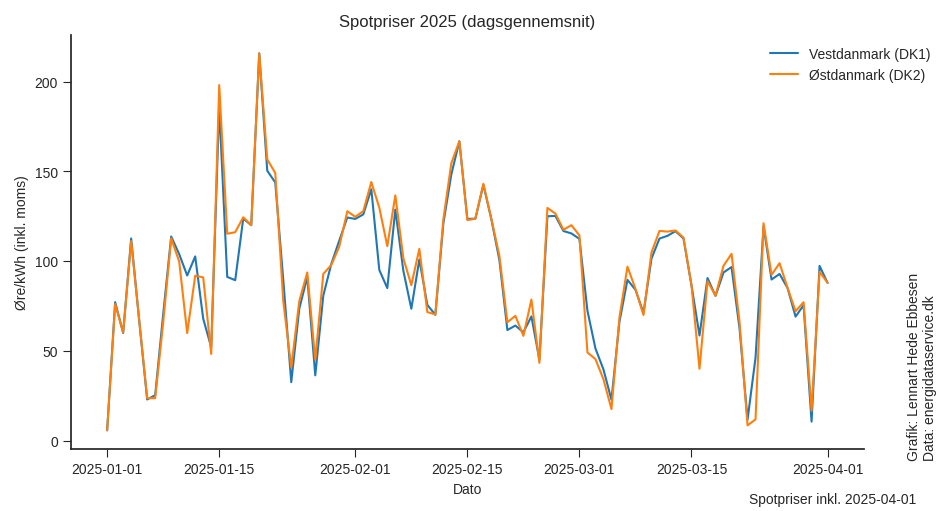 Spotpriser 2025 (dagsgennemsnit)
Vestdanmark (DK1)
Østdanmark (DK2)
Øre/kWh (inkl. moms)
200
150
100
50
0
2025-01-01
2025-01-15
2025-02-01
2025-02-15
2025-03-01
2025-03-15
2025-04-01
Dato
Grafik: Lennart Hede Ebbesen
Data: energidataservice.dk
Spotpriser inkl. 2025-04-01